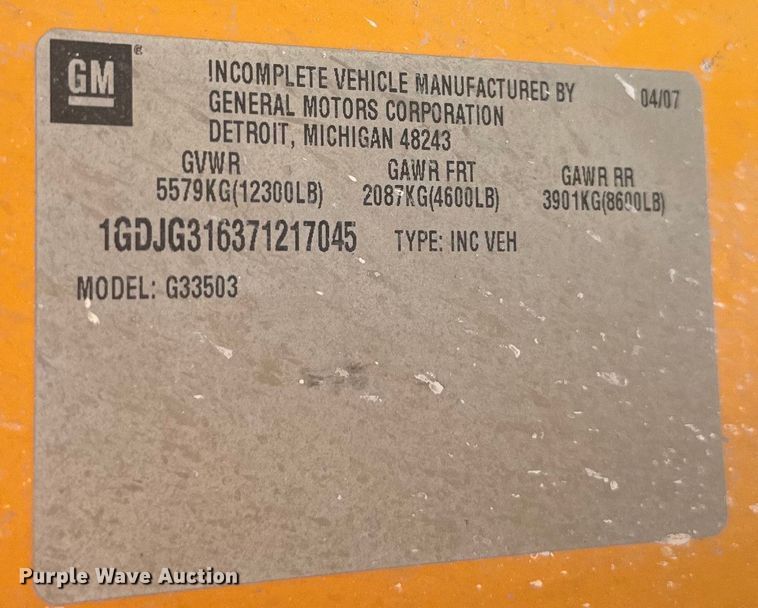 GM ®
INCOMPLETE VEHICLE MANUFACTURED BY 04/07
GENERAL MOTORS CORPORATION
DETROIT, MICHIGAN 48243
GVWR GAWR FRT GAWR RR
5579KG(12300LB) 2087KG(4600LB) 3901KG(8600LB)
1GDJG316371217045 TYPE: INC VEH
MODEL: G33503
Purple Wave Auction